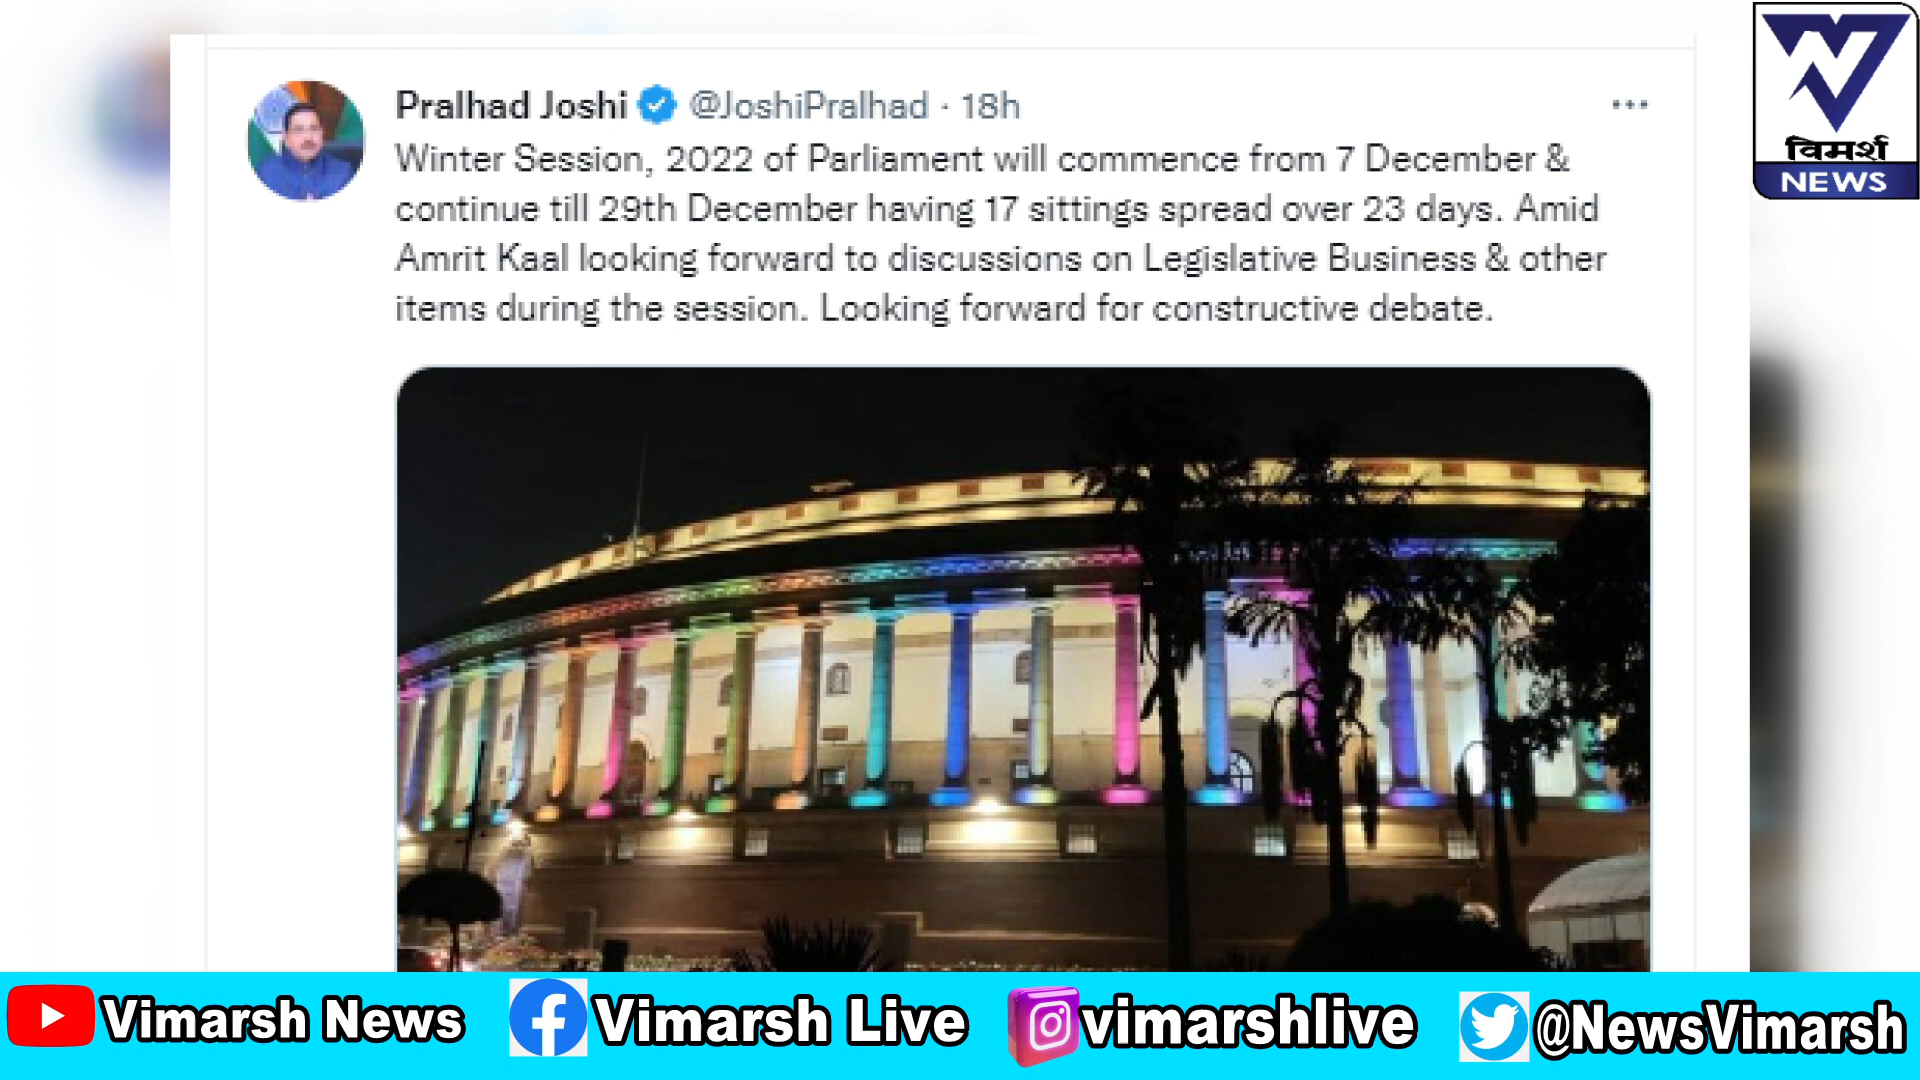 Pralhad Joshi @JoshiPralhad · 18h
Winter Session, 2022 of Parliament will commence from 7 December &
continue till 29th December having 17 sittings spread over 23 days. Amid
Amrit Kaal looking forward to discussions on Legislative Business & other
items during the session. Looking forward for constructive debate.
विमर्श
NEWS
Vimarsh News
Vimarsh Live
vimarshlive
@NewsVimarsh